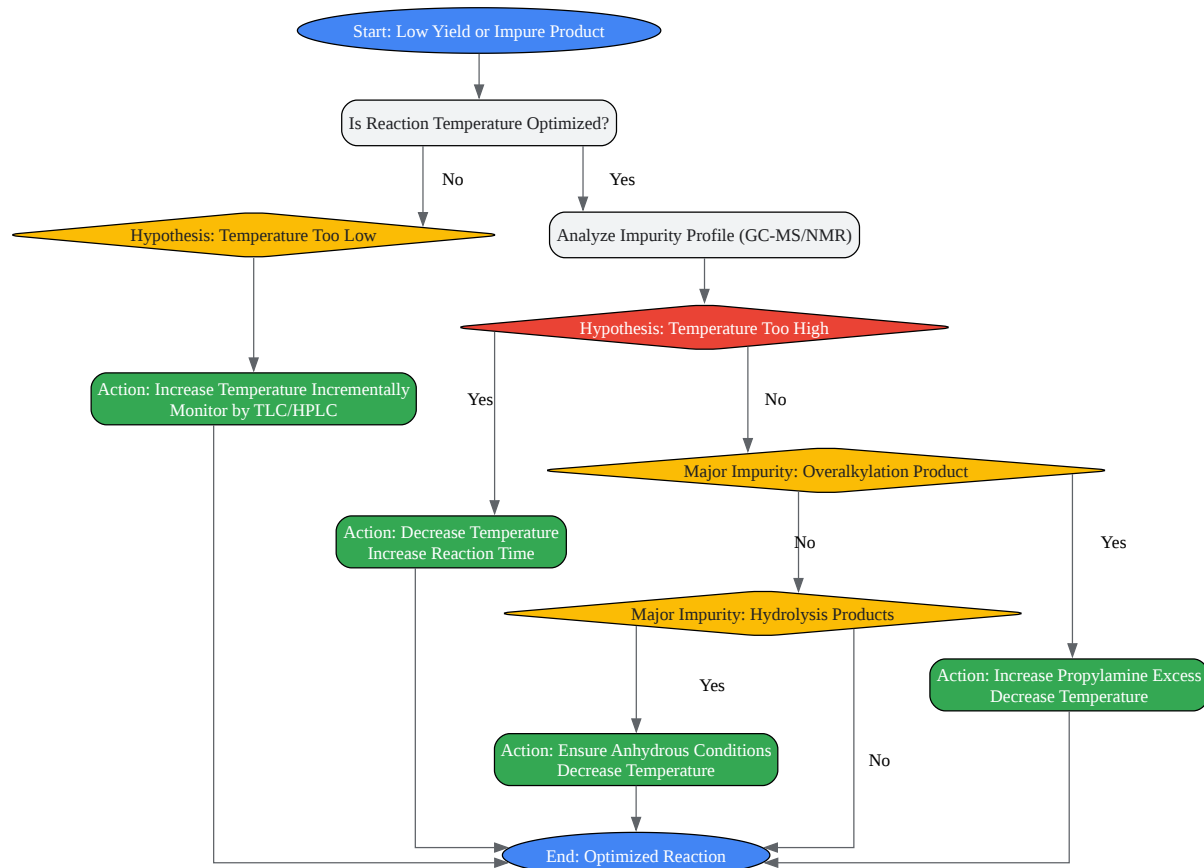 Start: Low Yield or Impure Product
Is Reaction Temperature Optimized?
No
Yes
Hypothesis: Temperature Too Low
Analyze Impurity Profile (GC-MS/NMR)
Hypothesis: Temperature Too High
Action: Increase Temperature Incrementally
Monitor by TLC/HPLC
Yes
No
Major Impurity: Overalkylation Product
Action: Decrease Temperature
Increase Reaction Time
No
Yes
Major Impurity: Hydrolysis Products
Action: Increase Propylamine Excess
Decrease Temperature
Yes
Action: Ensure Anhydrous Conditions
Decrease Temperature
No
End: Optimized Reaction